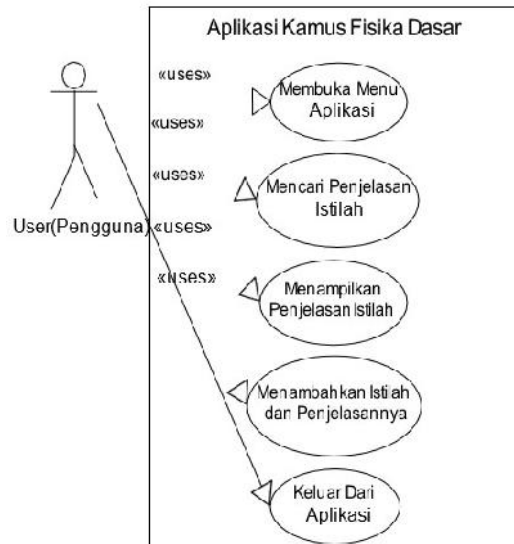 Aplikasi Kamus Fisika Dasar
«uses»
Membuka Menu
Aplikasi
«uses»
«uses»
Mencari Penjelasan
Istilah
User(Pengguna)
«uses»
«uses»
Menampilkan
Penjelasan Istilah
Menambahkan Istilah
dan Penjelasannya
Keluar Dari
Aplikasi